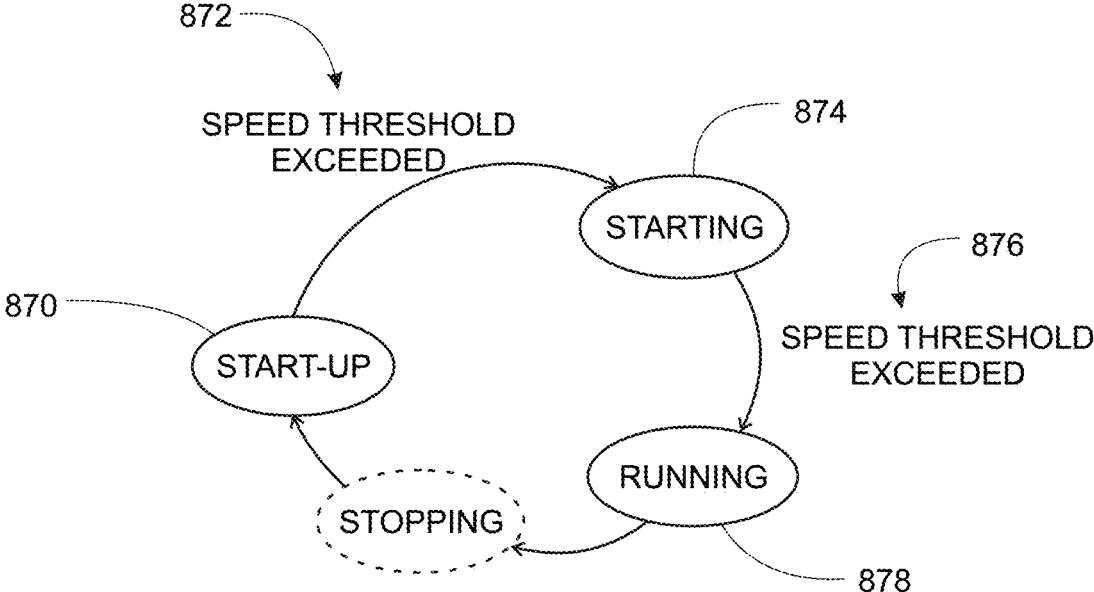 872
SPEED THRESHOLD
EXCEEDED
874
STARTING
876
SPEED THRESHOLD
EXCEEDED
870
START-UP
RUNNING
STOPPING
878